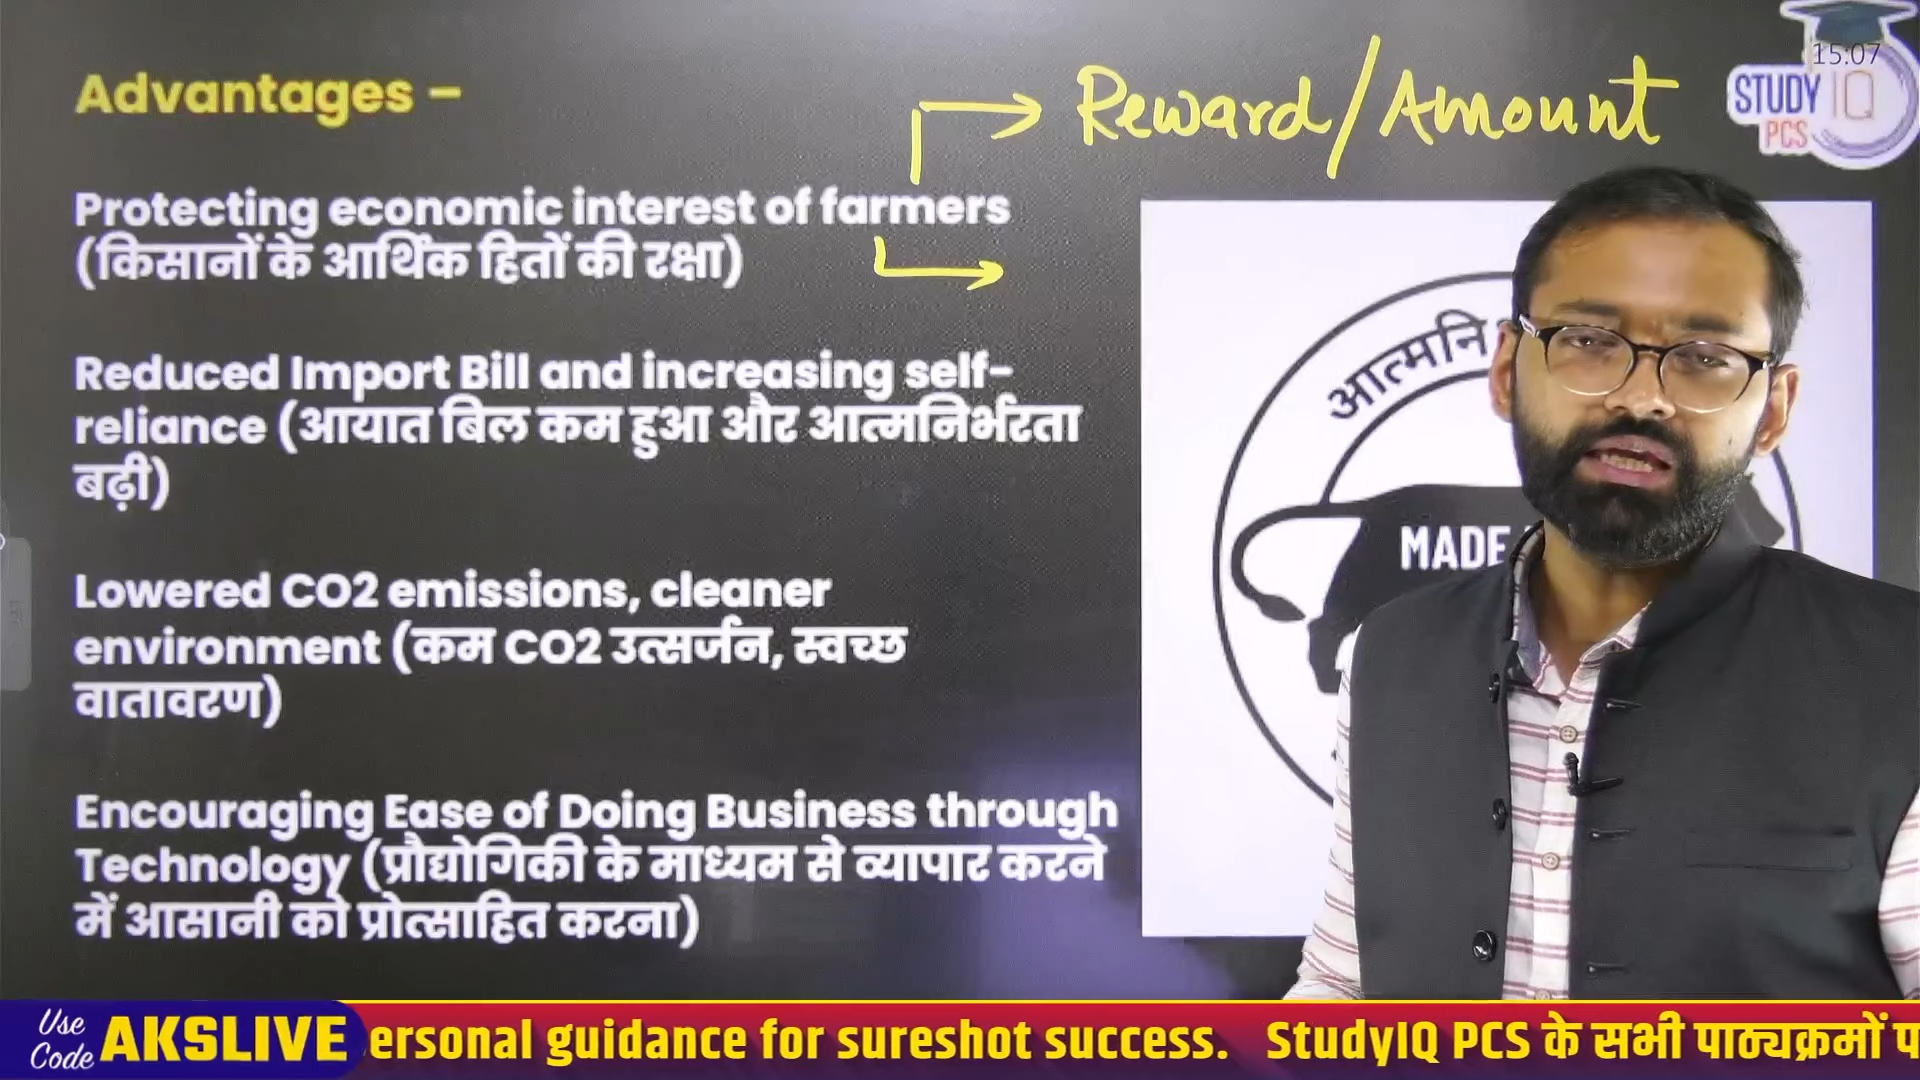 Advantages –
Reward/Amount
15:07
STUDY IQ
PCS
Protecting economic interest of farmers
(किसानों के आर्थिक हितों की रक्षा)
Reduced Import Bill and increasing self-
reliance (आयात बिल कम हुआ और आत्मनिर्भरता
बढ़ी)
Lowered CO2 emissions, cleaner
environment (कम CO2 उत्सर्जन, स्वच्छ
वातावरण)
Encouraging Ease of Doing Business through
Technology (प्रौद्योगिकी के माध्यम से व्यापार करने
में आसानी को प्रोत्साहित करना)
आत्मनि
MADE
Use
Code AKSLIVE
ersonal guidance for sureshot success. StudyIQ PCS के सभी पाठ्यक्रमों प